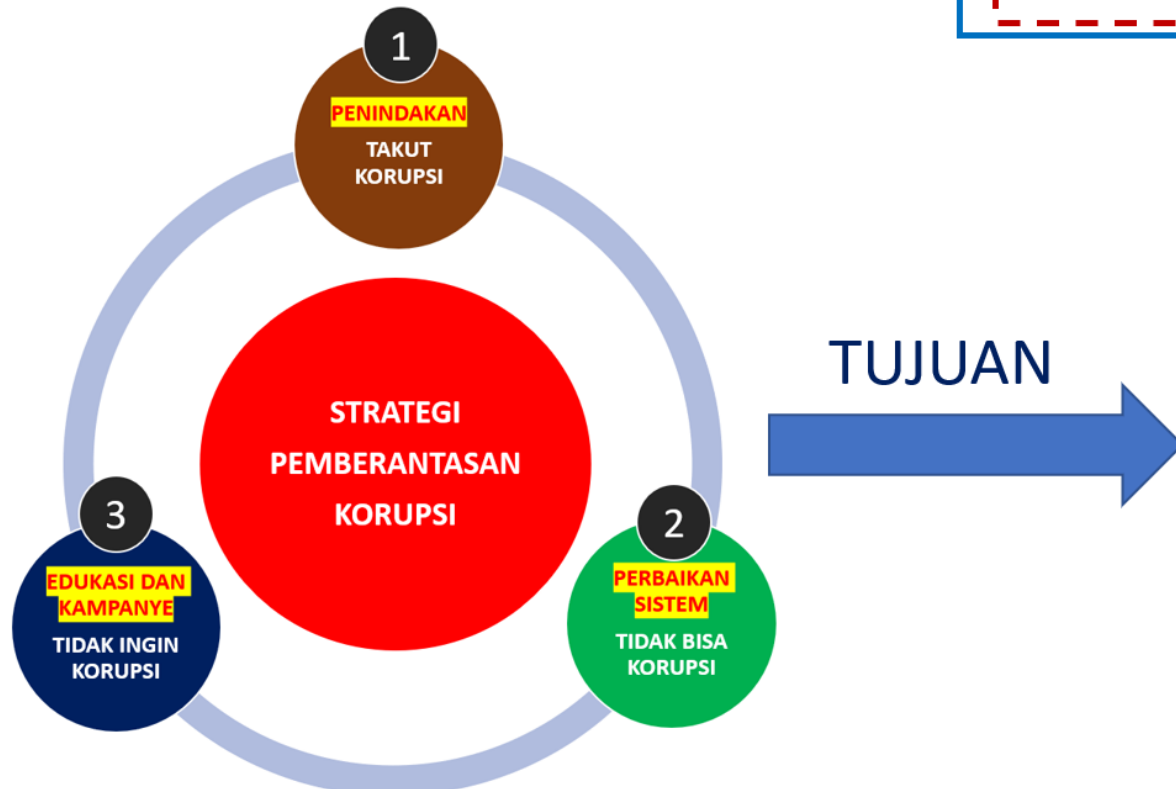 1
PENINDAKAN
TAKUT
KORUPSI
STRATEGI
PEMBERANTASAN
KORUPSI
TUJUAN
2
PERBAIKAN
SISTEM
TIDAK BISA
KORUPSI
3
EDUKASI DAN
KAMPANYE
TIDAK INGIN
KORUPSI